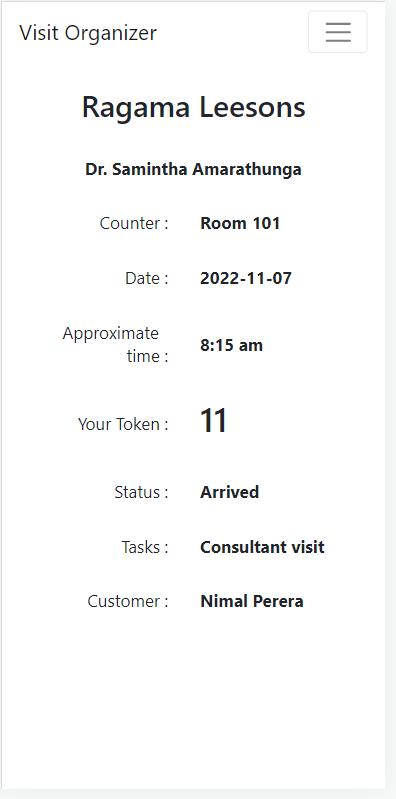 Visit Organizer
Ragama Leesons
Dr. Samintha Amarathunga
Counter : Room 101
Date : 2022-11-07
Approximate
time : 8:15 am
Your Token : 11
Status : Arrived
Tasks : Consultant visit
Customer : Nimal Perera